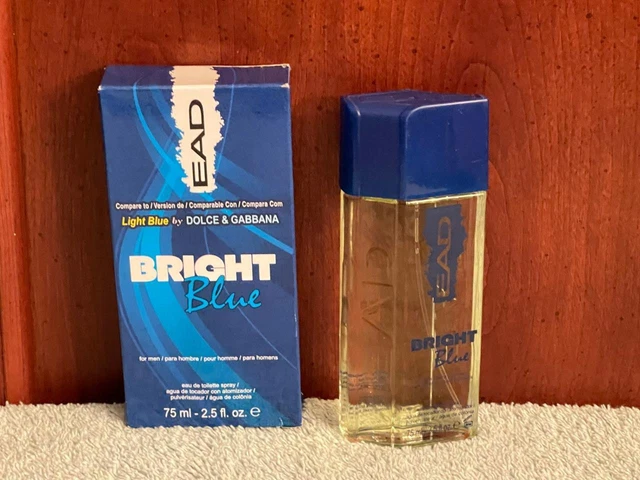 EAD
Compare to / Version de / Comparable Con / Compara Com
Light Blue by DOLCE & GABBANA
BRIGHT
Blue
for men / para hombre / pour homme / para homens
eau de toilette spray /
agua de tocador con atomizador /
pulvérisateur / água de colônia
75 ml - 2.5 fl. oz. e
EAD
BRIGHT
Blue